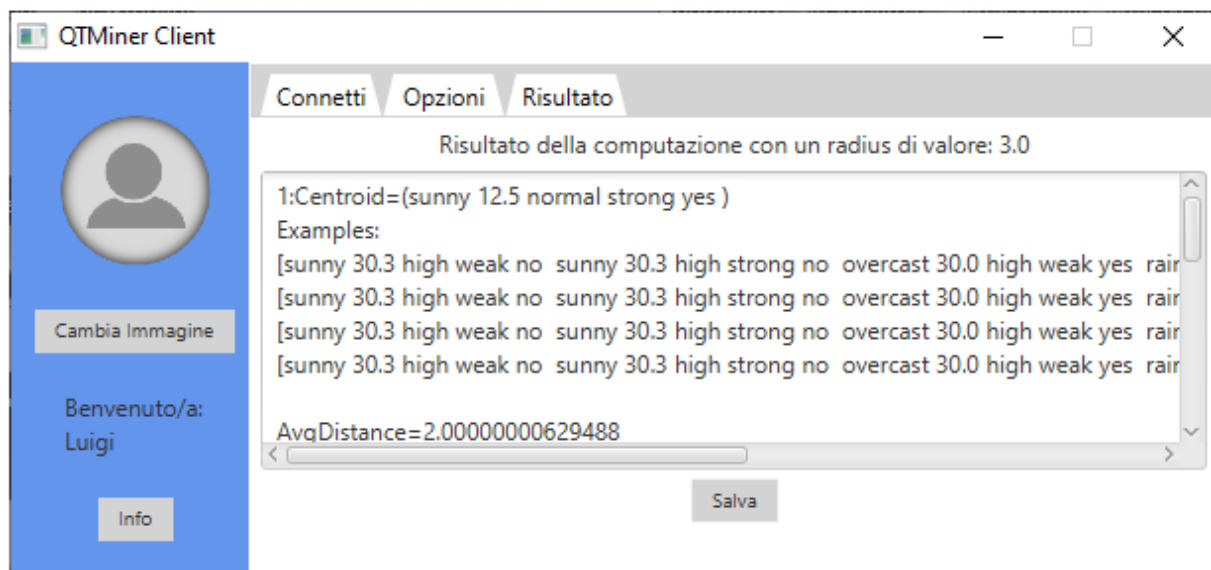 QTMiner Client
Connetti Opzioni Risultato
Risultato della computazione con un radius di valore: 3.0
1:Centroid=(sunny 12.5 normal strong yes )
Examples:
[sunny 30.3 high weak no  sunny 30.3 high strong no  overcast 30.0 high weak yes  rair
[sunny 30.3 high weak no  sunny 30.3 high strong no  overcast 30.0 high weak yes  rair
[sunny 30.3 high weak no  sunny 30.3 high strong no  overcast 30.0 high weak yes  rair
[sunny 30.3 high weak no  sunny 30.3 high strong no  overcast 30.0 high weak yes  rair
AvgDistance=2.00000000629488
Salva
Cambia Immagine
Benvenuto/a:
Luigi
Info